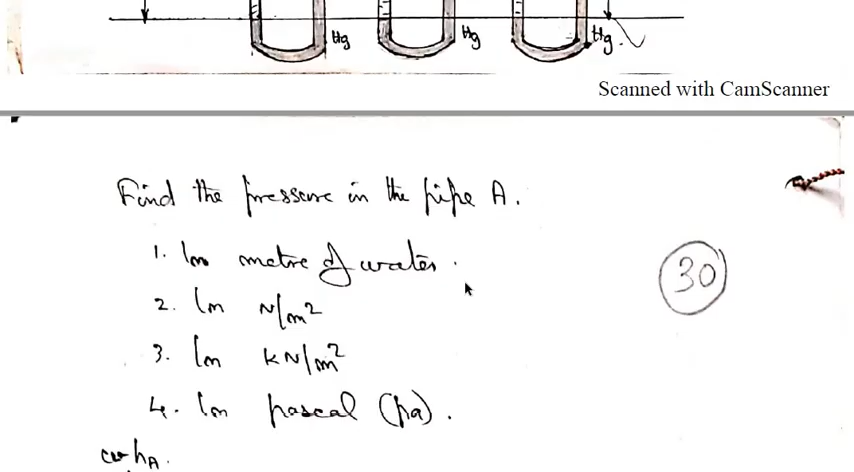 Hg Hg Hg
Scanned with CamScanner
Find the pressure in the pipe A.
1. In metre of water.
2. In N/m²
3. In KN/m²
4. In pascal (pa).
30
hA.